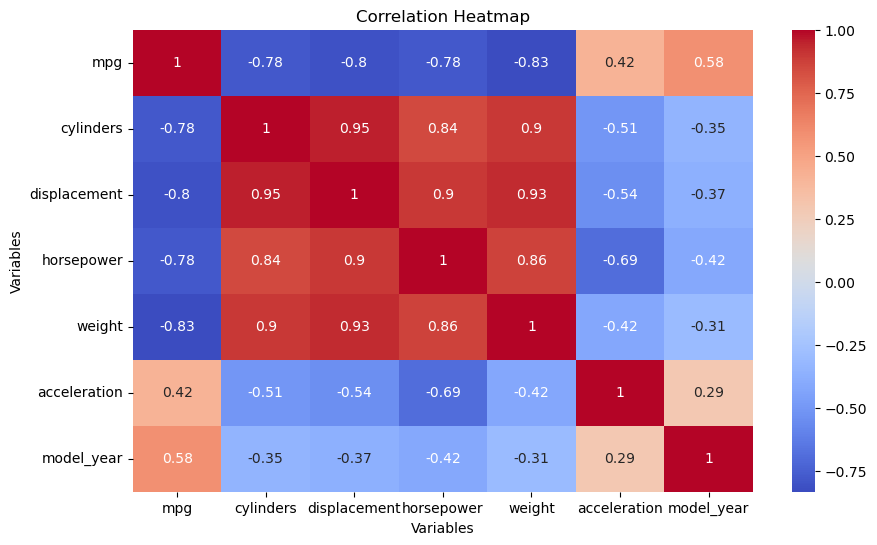 Correlation Heatmap
mpg 1 -0.78 -0.8 -0.78 -0.83 0.42 0.58
cylinders -0.78 1 0.95 0.84 0.9 -0.51 -0.35
displacement -0.8 0.95 1 0.9 0.93 -0.54 -0.37
horsepower -0.78 0.84 0.9 1 0.86 -0.69 -0.42
weight -0.83 0.9 0.93 0.86 1 -0.42 -0.31
acceleration 0.42 -0.51 -0.54 -0.69 -0.42 1 0.29
model_year 0.58 -0.35 -0.37 -0.42 -0.31 0.29 1
mpg cylinders displacement horsepower weight acceleration model_year
Variables
Variables
1.00
0.75
0.50
0.25
0.00
−0.25
−0.50
−0.75